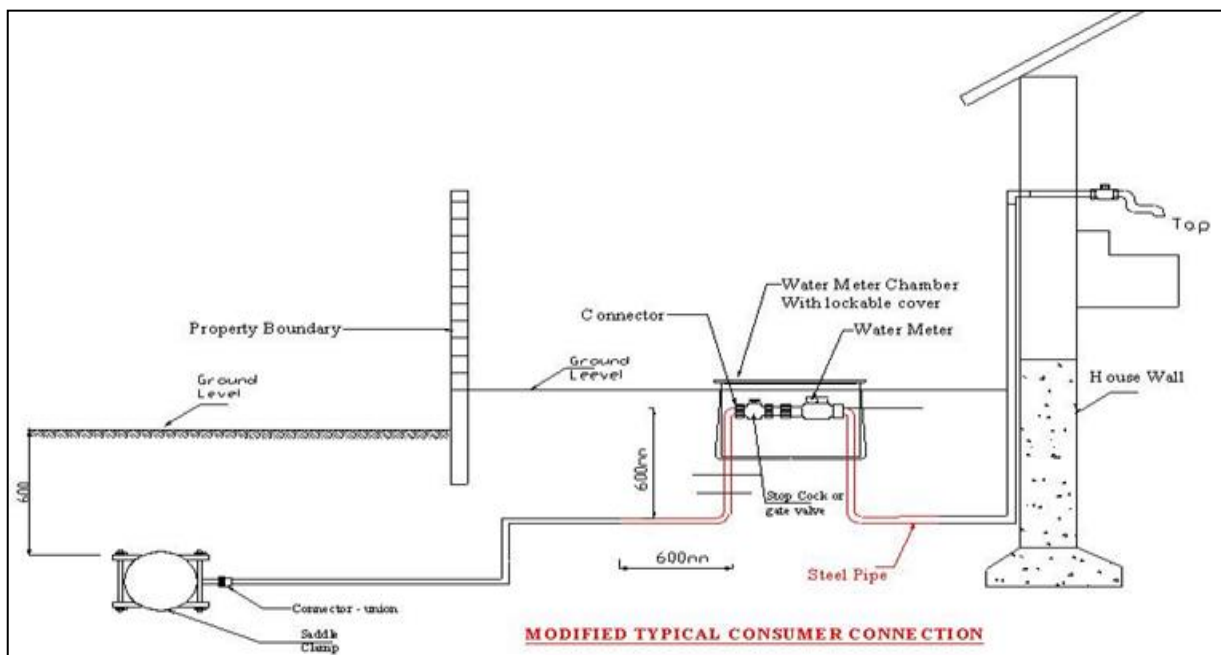 Top
Water Meter Chamber
With lockable cover
Connector
Water Meter
Property Boundary
Ground
Leevel
Ground
Level
House Wall
600
600mm
Stop Cock or
gate valve
600mm
Steel Pipe
Connector - union
Saddle
Clamp
MODIFIED TYPICAL CONSUMER CONNECTION